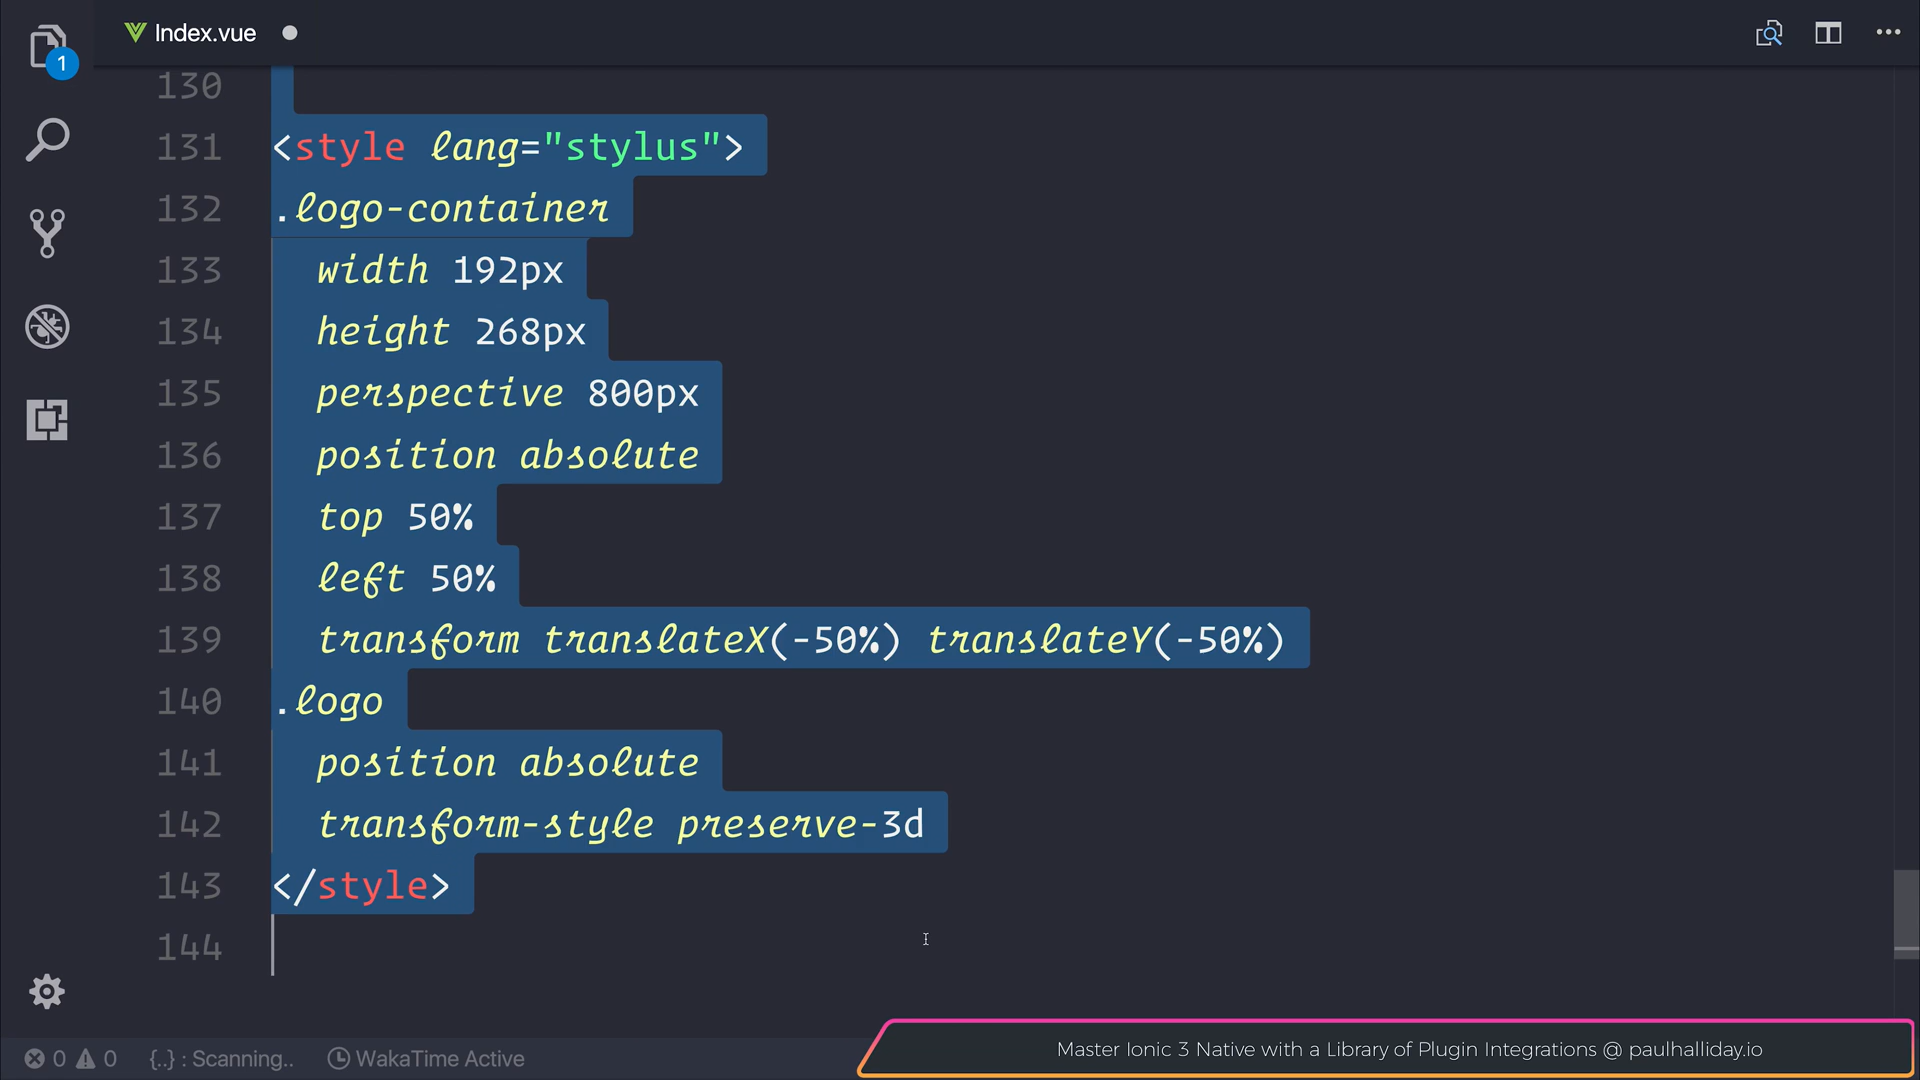 Index.vue
1
130
131 <style lang="stylus">
132 .logo-container
133 width 192px
134 height 268px
135 perspective 800px
136 position absolute
137 top 50%
138 left 50%
139 transform translateX(-50%) translateY(-50%)
140 .logo
141 position absolute
142 transform-style preserve-3d
143 </style>
144
0 0 {..} : Scanning.. WakaTime Active
Master Ionic 3 Native with a Library of Plugin Integrations @ paulhalliday.io